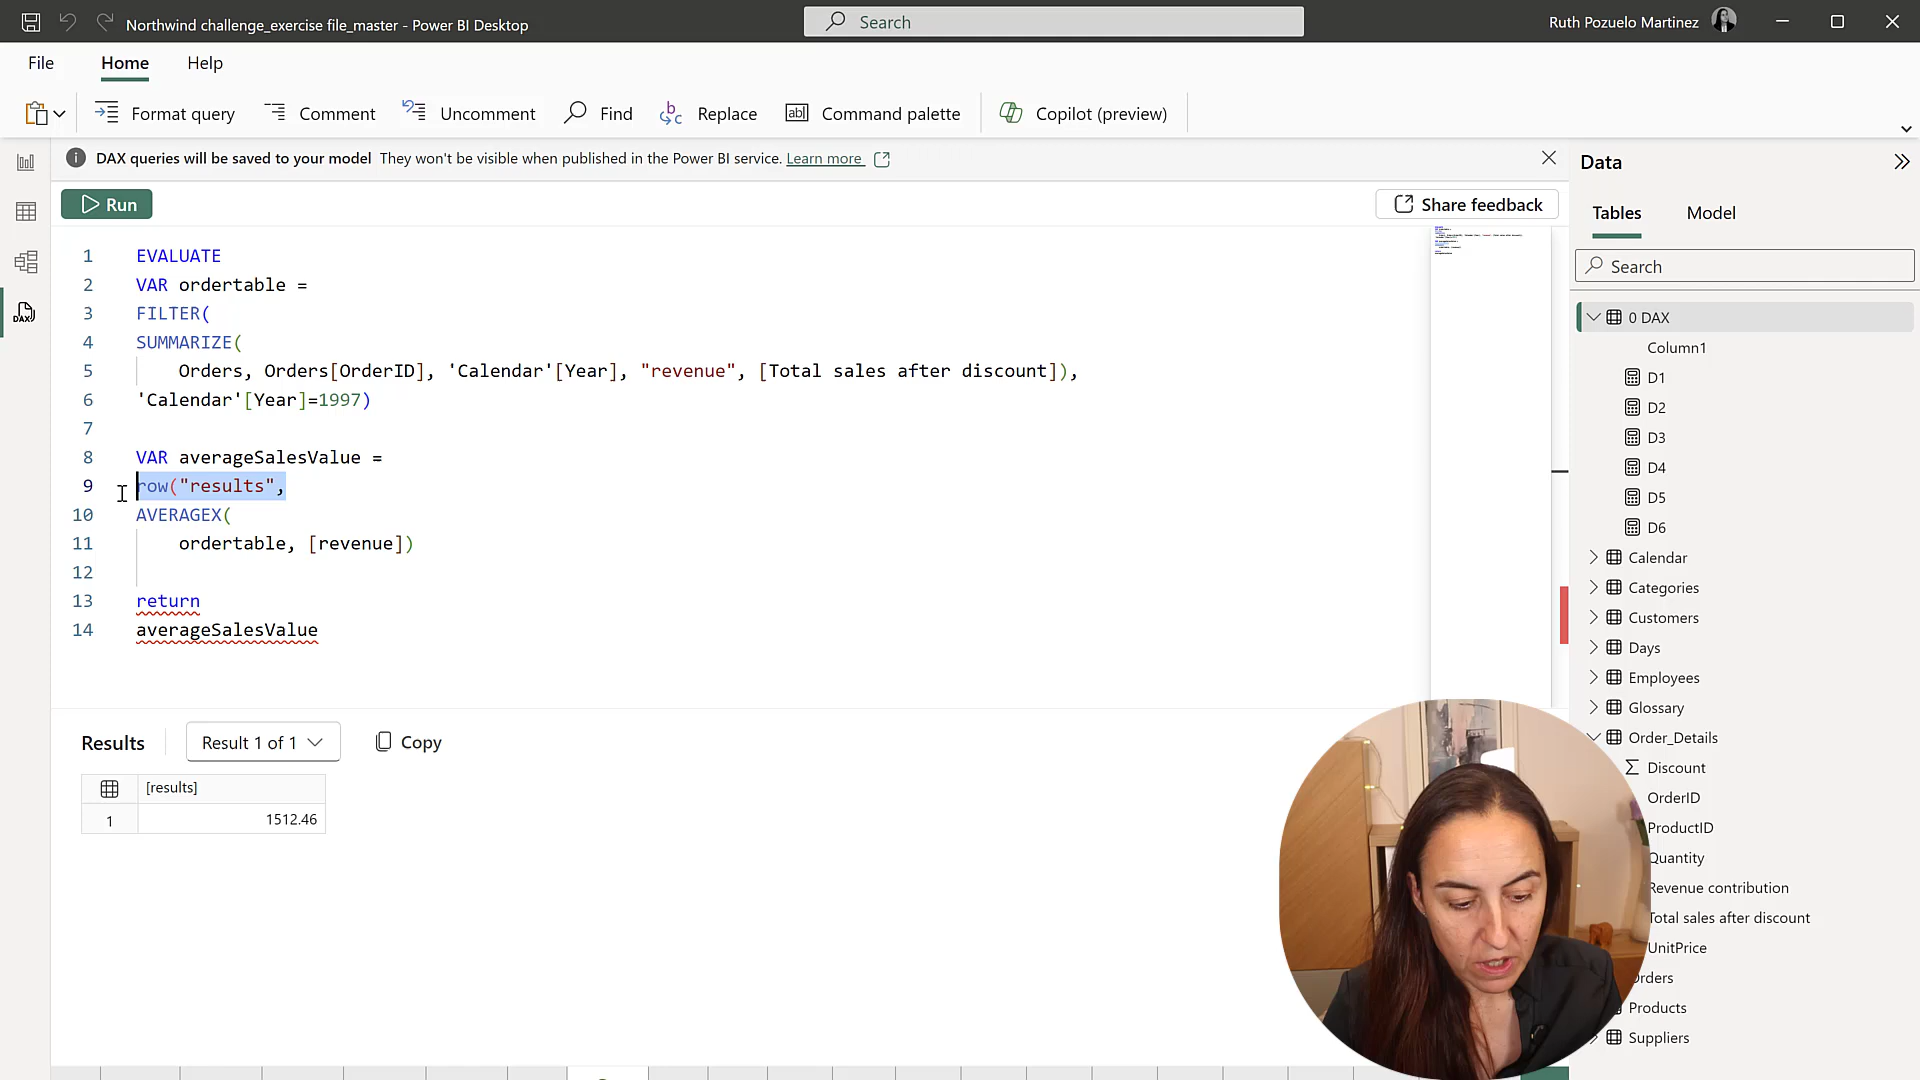 Northwind challenge_exercise file_master - Power BI Desktop
Search
Ruth Pozuelo Martinez
File
Home
Help
Format query
Comment
Uncomment
Find
Replace
Command palette
Copilot (preview)
DAX queries will be saved to your model They won't be visible when published in the Power BI service. Learn more
Run
Share feedback
1 EVALUATE
2 VAR ordertable =
3 FILTER(
4 SUMMARIZE(
5 Orders, Orders[OrderID], 'Calendar'[Year], "revenue", [Total sales after discount]),
6 'Calendar'[Year]=1997)
7
8 VAR averageSalesValue =
9 row("results",
10 AVERAGEX(
11 ordertable, [revenue])
12
13 return
14 averageSalesValue
Results
Result 1 of 1
Copy
[results]
1 1512.46
Data
Tables
Model
Search
0 DAX
Column1
D1
D2
D3
D4
D5
D6
Calendar
Categories
Customers
Days
Employees
Glossary
Order_Details
Discount
OrderID
ProductID
Quantity
Revenue contribution
Total sales after discount
UnitPrice
Orders
Products
Suppliers